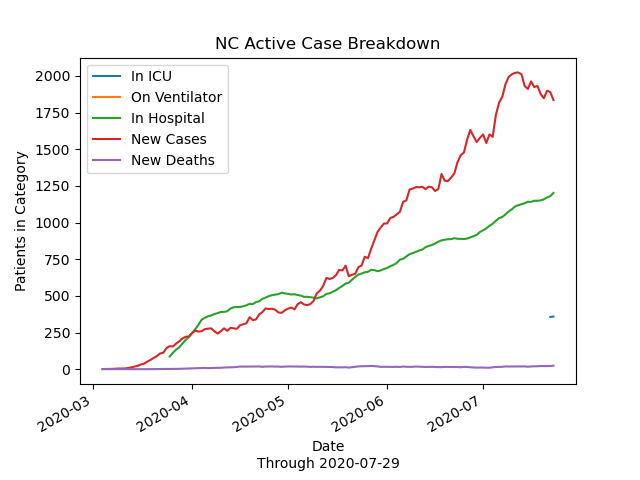 NC Active Case Breakdown
In ICU
On Ventilator
In Hospital
New Cases
New Deaths
2000
1750
1500
1250
1000
750
500
250
0
Patients in Category
2020-03
2020-04
2020-05
2020-06
2020-07
Date
Through 2020-07-29